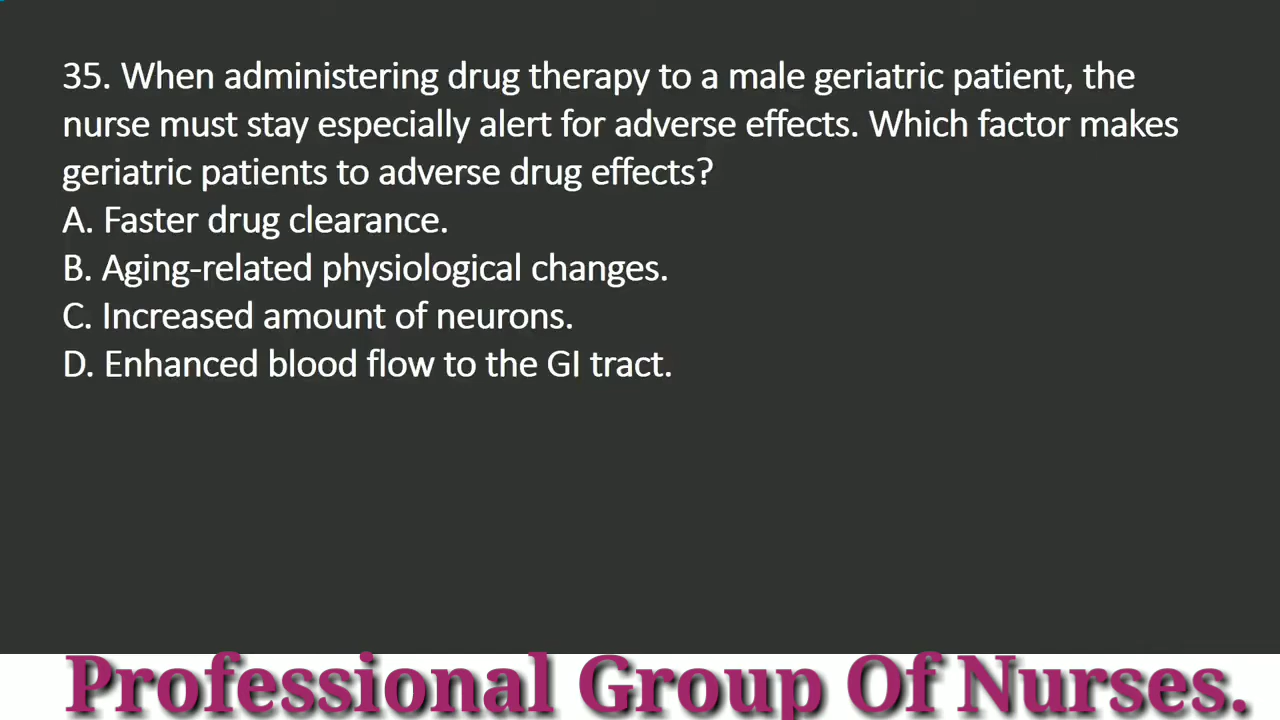 35. When administering drug therapy to a male geriatric patient, the
nurse must stay especially alert for adverse effects. Which factor makes
geriatric patients to adverse drug effects?
A. Faster drug clearance.
B. Aging-related physiological changes.
C. Increased amount of neurons.
D. Enhanced blood flow to the GI tract.
Professional Group Of Nurses.